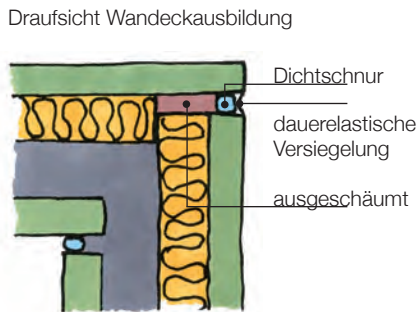 Draufsicht Wandeckausbildung
Dichtschnur
dauerelastische
Versiegelung
ausgeschäumt